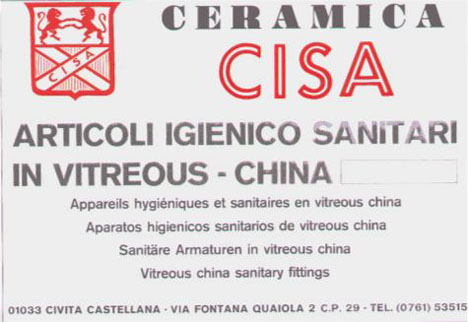 CISA
CERAMICA
CISA
ARTICOLI IGIENICO SANITARI
IN VITREOUS - CHINA
Appareils hygiéniques et sanitaires en vitreous china
Aparatos higienicos sanitarios de vitreous china
Sanitäre Armaturen in vitreous china
Vitreous china sanitary fittings
01033 CIVITA CASTELLANA - VIA FONTANA QUAIOLA 2 C.P. 29 - TEL. (0761) 53515